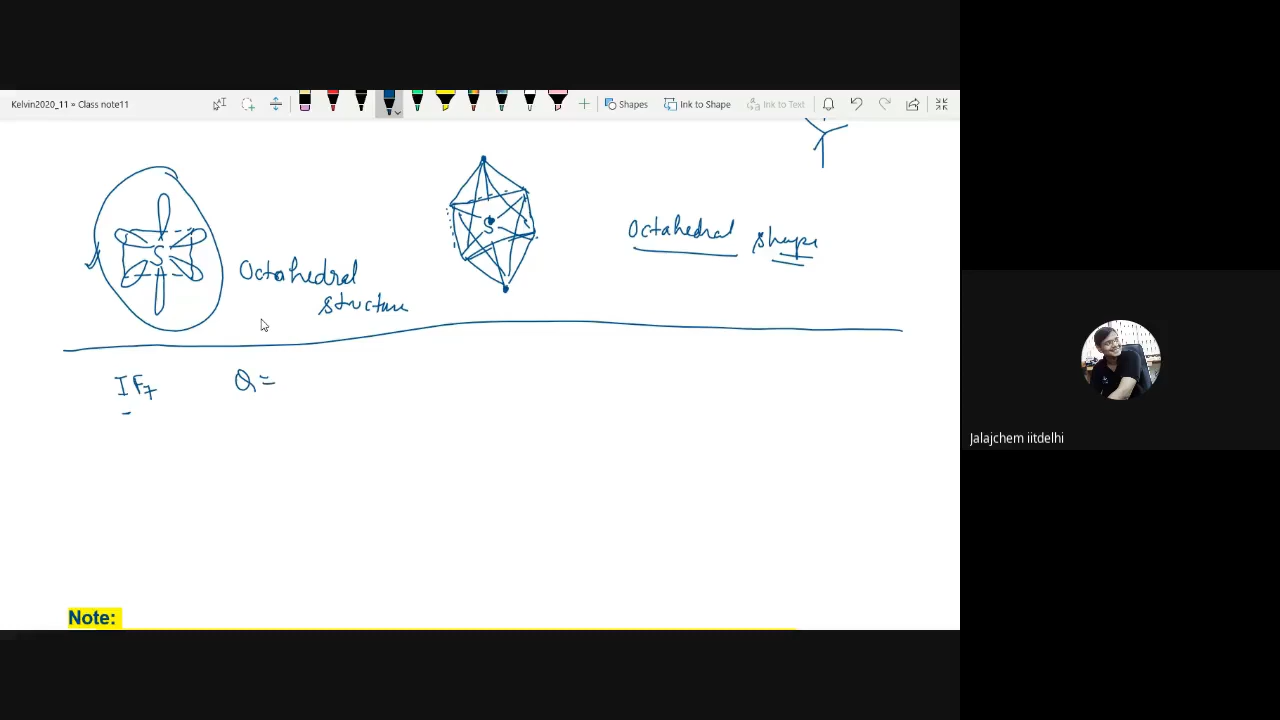 Kelvin2020_11 » Class note11
Shapes
Ink to Shape
Ink to Text
S
Octahedral
structure
S
Octahedral shape
IF7 Q=
Jalajchem iitdelhi
Note: